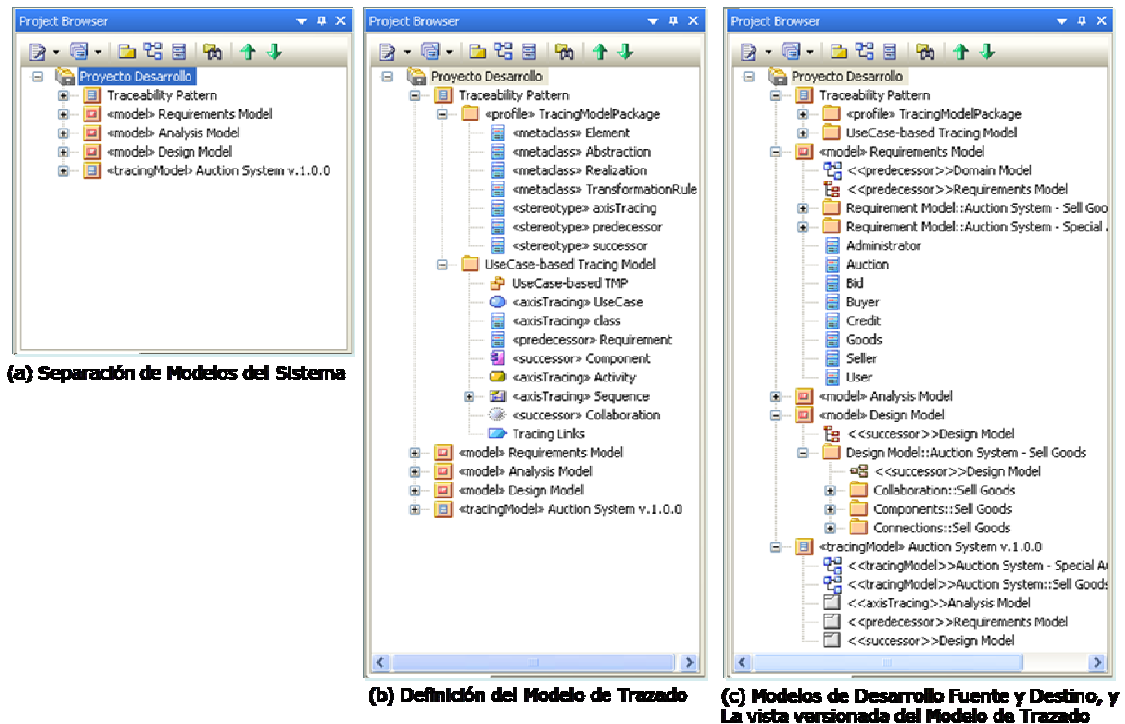 Project Browser
Proyecto Desarrollo
Traceability Pattern
«model» Requirements Model
«model» Analysis Model
«model» Design Model
«tracingModel» Auction System v.1.0.0
(a) Separación de Modelos del Sistema
Project Browser
Proyecto Desarrollo
Traceability Pattern
«profile» TracingModelPackage
«metaclass» Element
«metaclass» Abstraction
«metaclass» Realization
«metaclass» TransformationRule
«stereotype» axisTracing
«stereotype» predecessor
«stereotype» successor
UseCase-based Tracing Model
UseCase-based TMP
«axisTracing» UseCase
«axisTracing» class
«predecessor» Requirement
«successor» Component
«axisTracing» Activity
«axisTracing» Sequence
«successor» Collaboration
Tracing Links
«model» Requirements Model
«model» Analysis Model
«model» Design Model
«tracingModel» Auction System v.1.0.0
(b) Definición del Modelo de Trazado
Project Browser
Proyecto Desarrollo
Traceability Pattern
«profile» TracingModelPackage
UseCase-based Tracing Model
«model» Requirements Model
<<predecessor>>Domain Model
<<predecessor>>Requirements Model
Requirement Model::Auction System - Sell Goo
Requirement Model::Auction System - Special
Administrator
Auction
Bid
Buyer
Credit
Goods
Seller
User
«model» Analysis Model
«model» Design Model
<<successor>>Design Model
Design Model::Auction System - Sell Goods
<<successor>>Design Model
Collaboration::Sell Goods
Components::Sell Goods
Connections::Sell Goods
«tracingModel» Auction System v.1.0.0
<<tracingModel>>Auction System - Special Au
<<tracingModel>>Auction System::Sell Goods
<<axisTracing>>Analysis Model
<<predecessor>>Requirements Model
<<successor>>Design Model
(c) Modelos de Desarrollo Fuente y Destino, y
La vista versionada del Modelo de Trazado